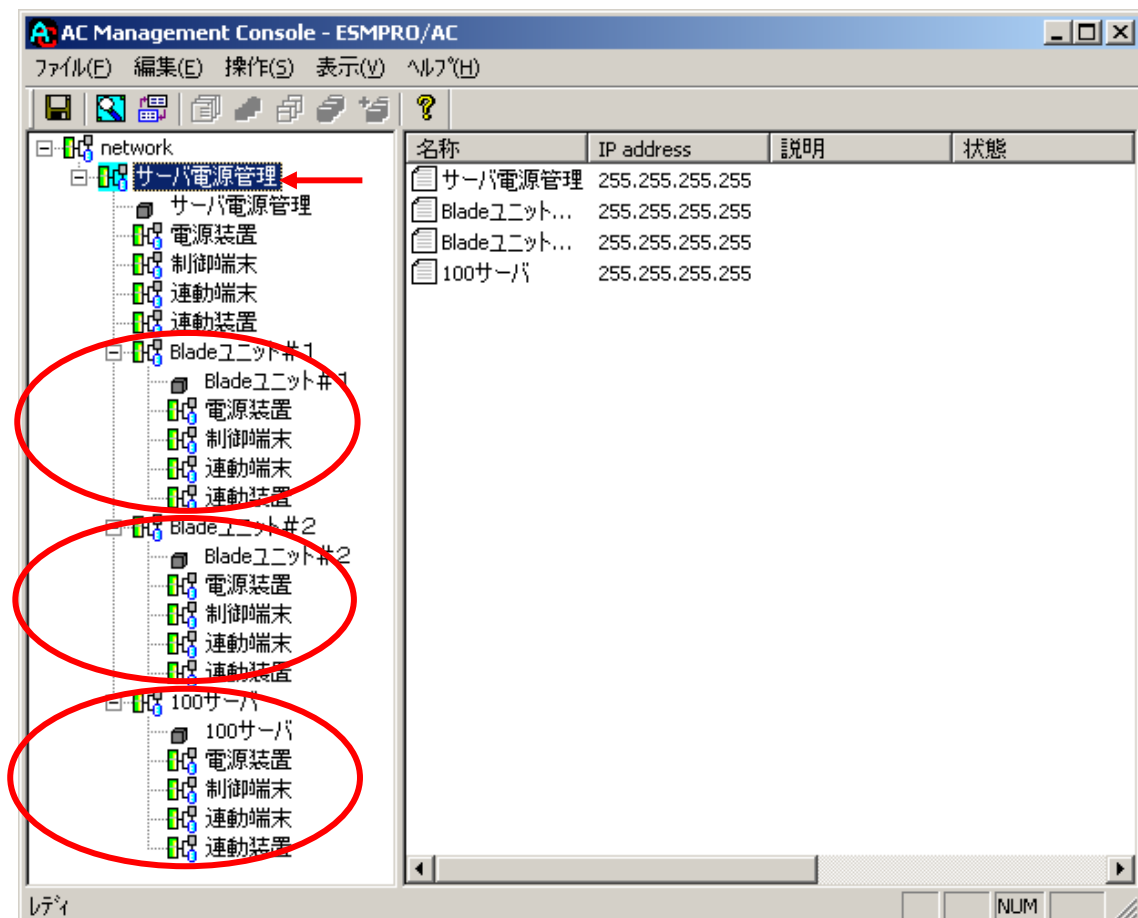 AC Management Console - ESMPRO/AC
ファイル(F) 編集(E) 操作(S) 表示(V) ヘルプ(H)
network
サーバ電源管理
サーバ電源管理
電源装置
制御端末
連動端末
連動装置
Bladeユニット#1
Bladeユニット#1
電源装置
制御端末
連動端末
連動装置
Bladeユニット#2
Bladeユニット#2
電源装置
制御端末
連動端末
連動装置
100サーバ
100サーバ
電源装置
制御端末
連動端末
連動装置
名称 IP address 説明 状態
サーバ電源管理 255.255.255.255
Bladeユニット... 255.255.255.255
Bladeユニット... 255.255.255.255
100サーバ 255.255.255.255
レディ NUM